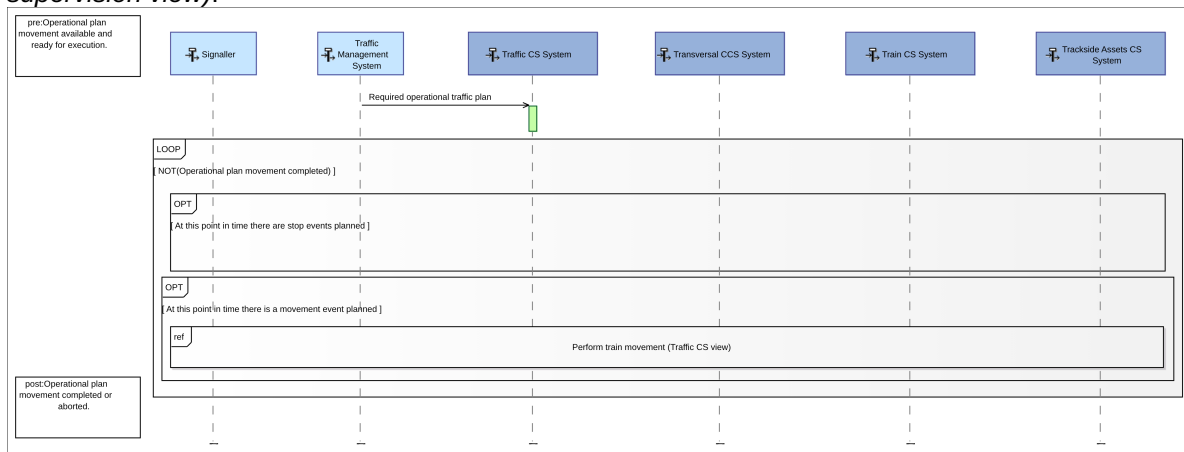 supervision view).
pre:Operational plan
movement available and
ready for execution.
Signaller
Traffic
Management
System
Traffic CS System
Transversal CCS System
Train CS System
Trackside Assets CS
System
Required operational traffic plan
LOOP
[ NOT(Operational plan movement completed) ]
OPT
[ At this point in time there are stop events planned ]
OPT
[ At this point in time there is a movement event planned ]
ref
Perform train movement (Traffic CS view)
post:Operational plan
movement completed or
aborted.